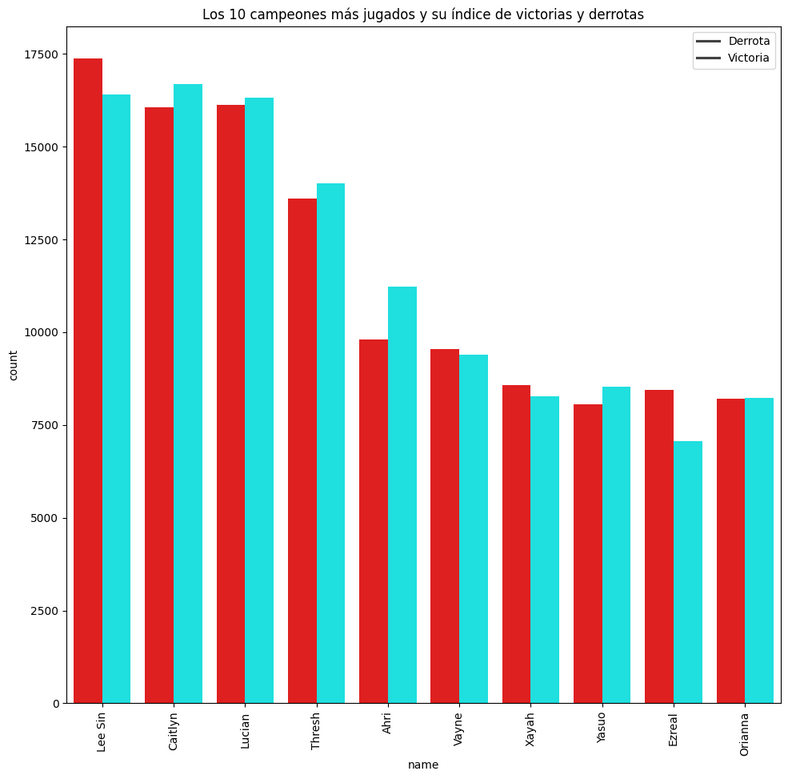 Los 10 campeones más jugados y su índice de victorias y derrotas
Derrota
Victoria
17500
15000
12500
10000
7500
5000
2500
0
count
Lee Sin
Caitlyn
Lucian
Thresh
Ahri
Vayne
Xayah
Yasuo
Ezreal
Orianna
name